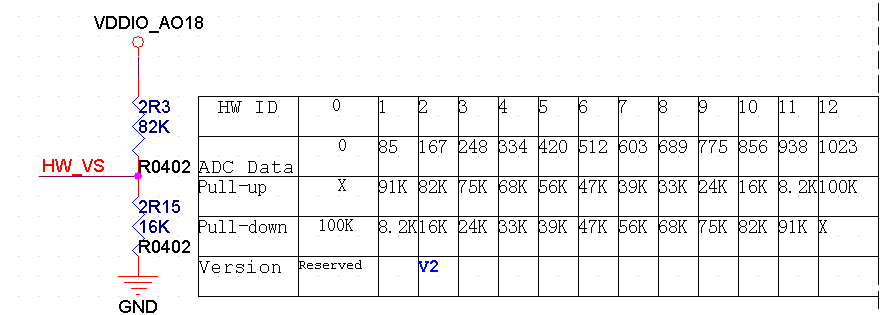 VDDIO_AO18
2R3
82K
R0402
HW_VS
2R15
16K
R0402
GND
HW ID 0 1 2 3 4 5 6 7 8 9 10 11 12
ADC Data 0 85 167 248 334 420 512 603 689 775 856 938 1023
Pull-up X 91K 82K 75K 68K 56K 47K 39K 33K 24K 16K 8.2K 100K
Pull-down 100K 8.2K 16K 24K 33K 39K 47K 56K 68K 75K 82K 91K X
Version Reserved V2